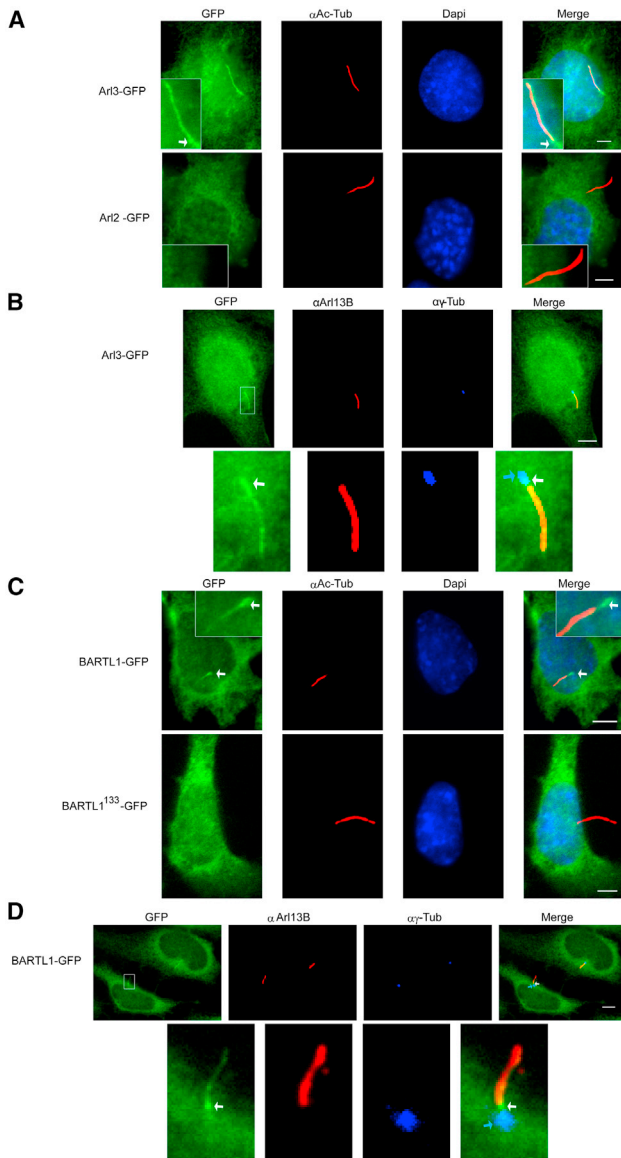 A
GFP αAc-Tub Dapi Merge
Arl3-GFP
Arl2 -GFP
B
GFP αArl13B αγ-Tub Merge
Arl3-GFP
C
GFP αAc-Tub Dapi Merge
BARTL1-GFP
BARTL1¹³³-GFP
D
GFP α Arl13B αγ-Tub Merge
BARTL1-GFP